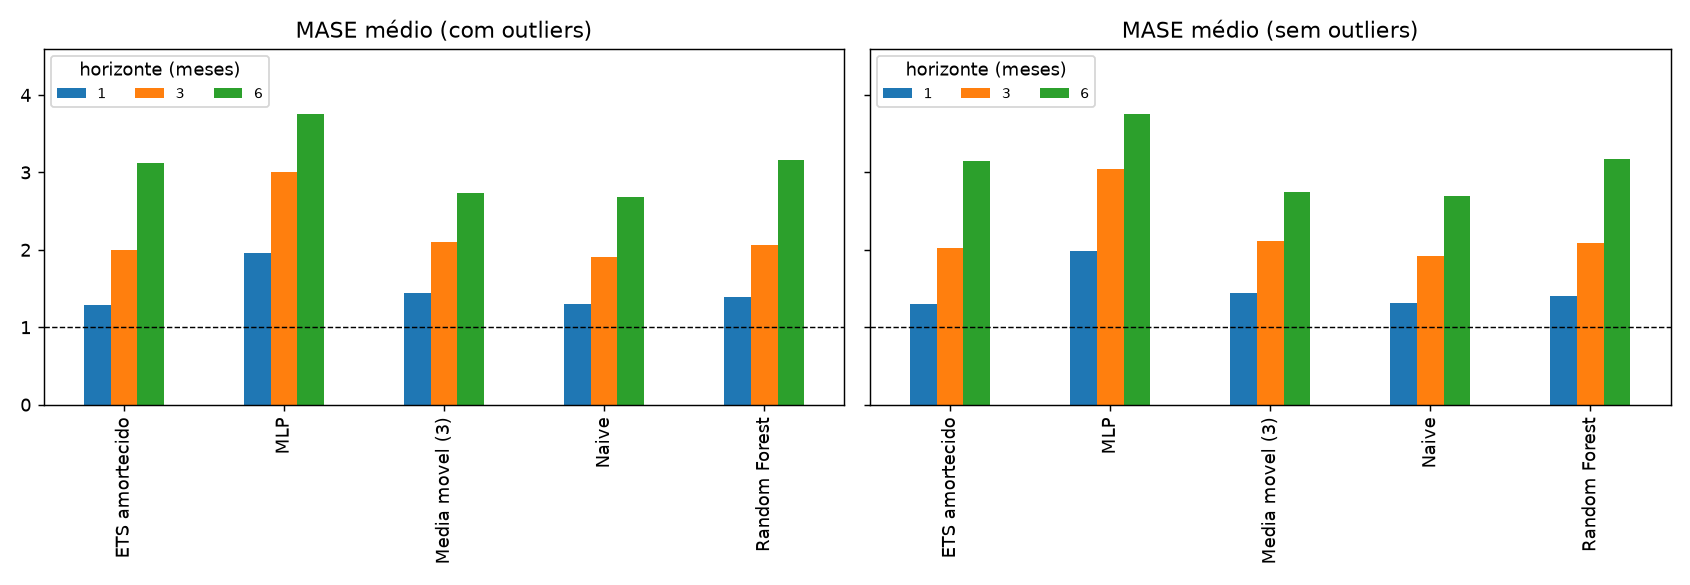 MASE médio (com outliers)
horizonte (meses)
1 3 6
4
3
2
1
0
ETS amortecido
MLP
Media movel (3)
Naive
Random Forest
MASE médio (sem outliers)
horizonte (meses)
1 3 6
ETS amortecido
MLP
Media movel (3)
Naive
Random Forest